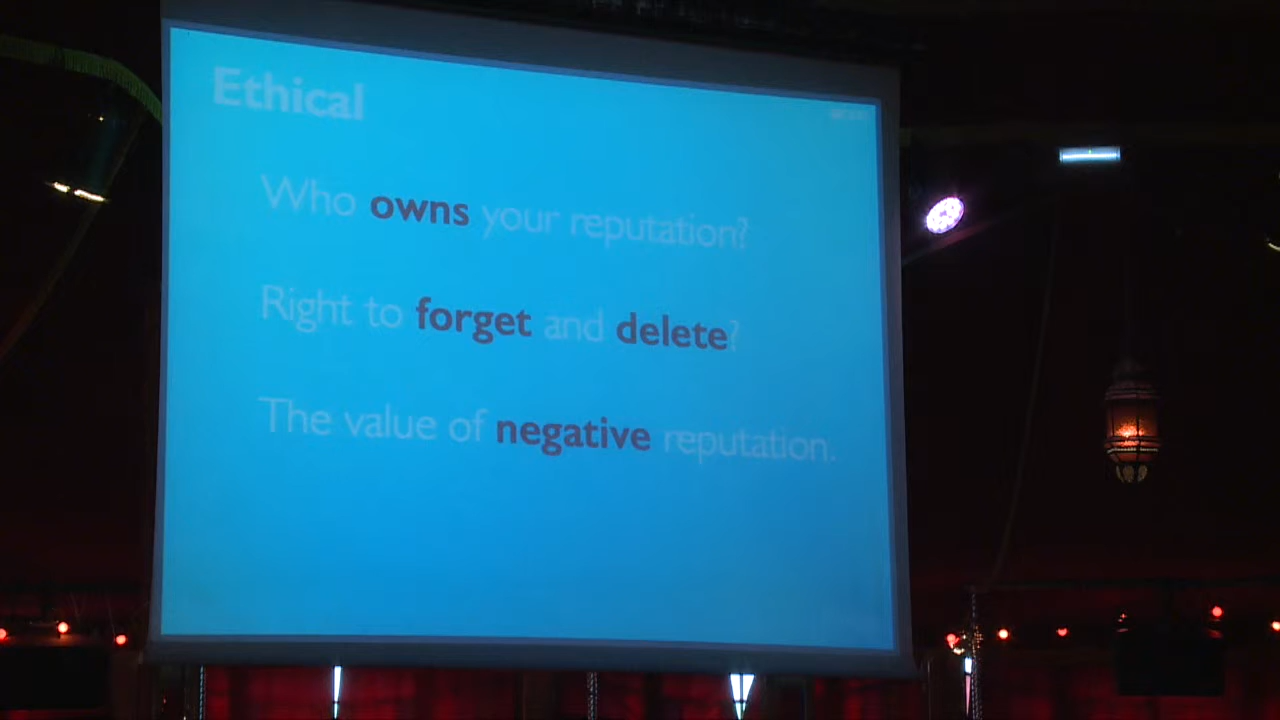 Ethical
Who owns your reputation?
Right to forget and delete?
The value of negative reputation.